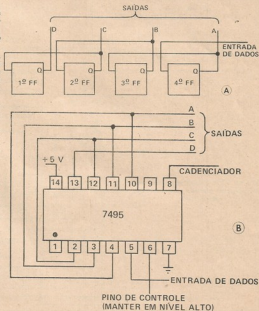 SAÍDAS
D C B A
ENTRADA
DE DADOS
Q Q Q Q
1º FF 2º FF 3º FF 4º FF
A
A
B
C
D
SAÍDAS
+5 V
CADENCIADOR
14 13 12 11 10 9 8
7495
B
1 2 3 4 5 6 7
ENTRADA DE DADOS
PINO DE CONTROLE
(MANTER EM NÍVEL ALTO)